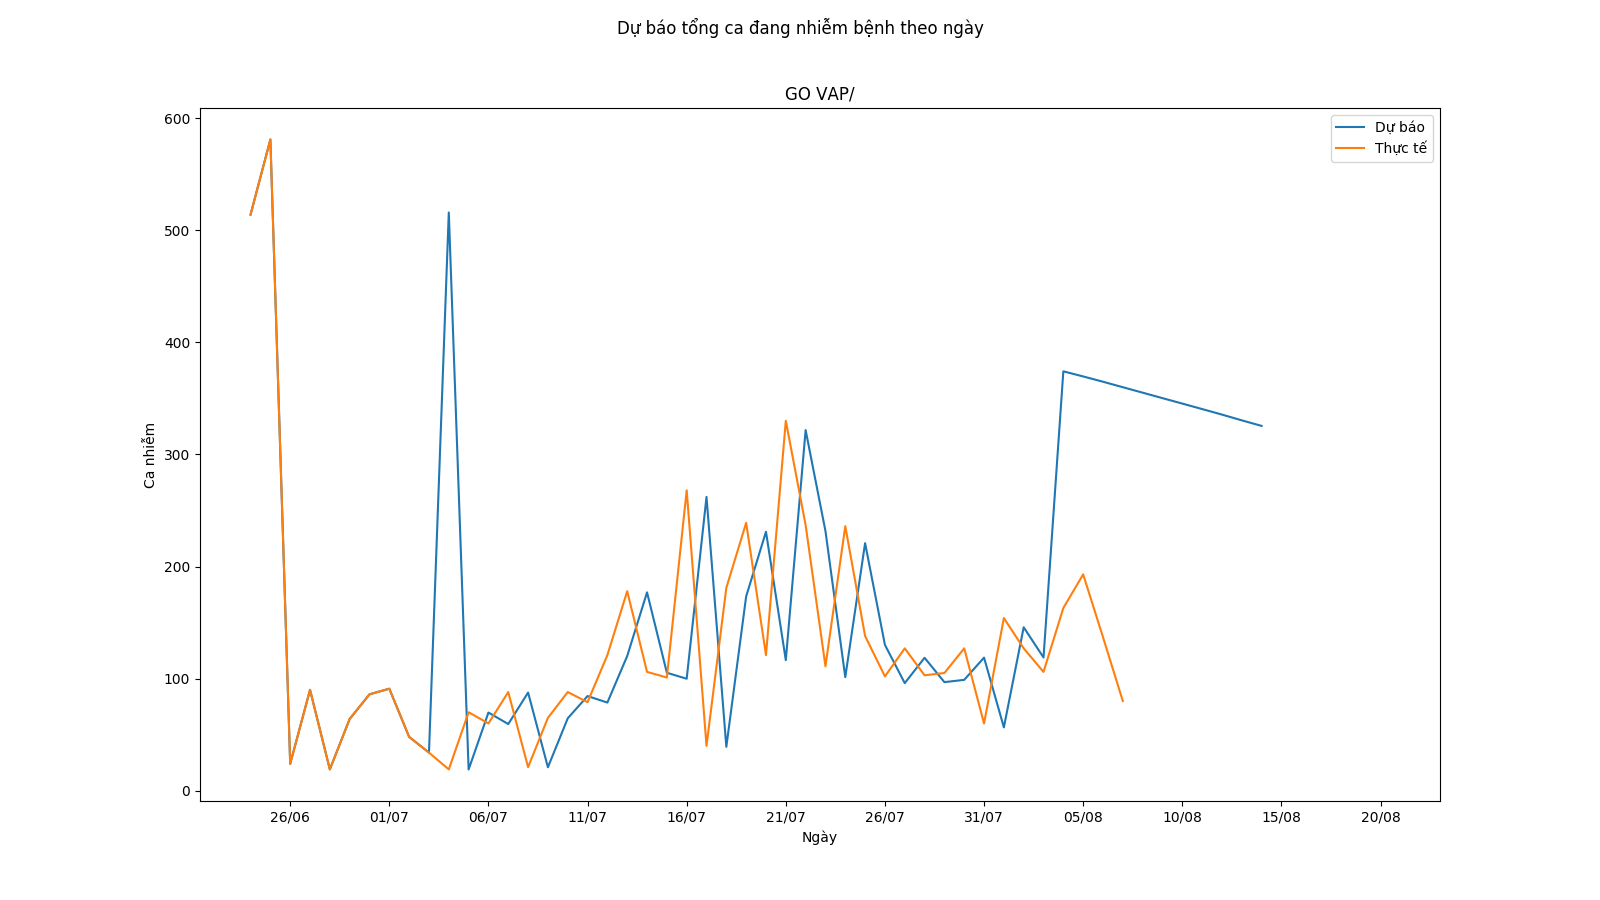 Dự báo tổng ca đang nhiễm bệnh theo ngày
GO VAP/
Dự báo
Thực tế
600
500
400
300
200
100
0
Ca nhiễm
26/06 01/07 06/07 11/07 16/07 21/07 26/07 31/07 05/08 10/08 15/08 20/08
Ngày